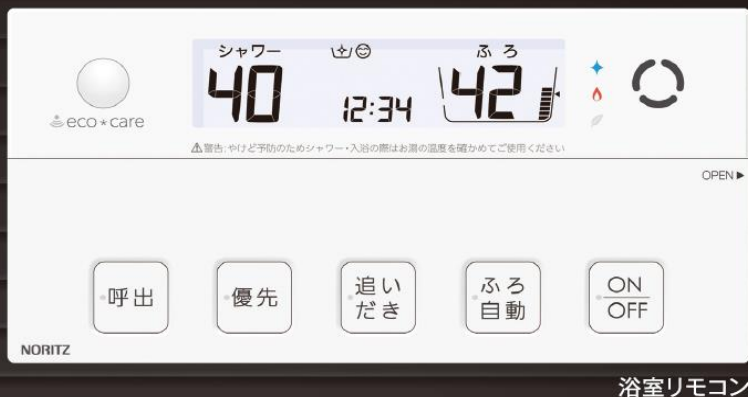 シャワー
ふろ
40
12:34
42
eco*care
⚠警告:やけど予防のためシャワー・入浴の際はお湯の温度を確かめてご使用ください
OPEN▶
呼出
優先
追い
だき
ふろ
自動
ON
OFF
NORITZ
浴室リモコン